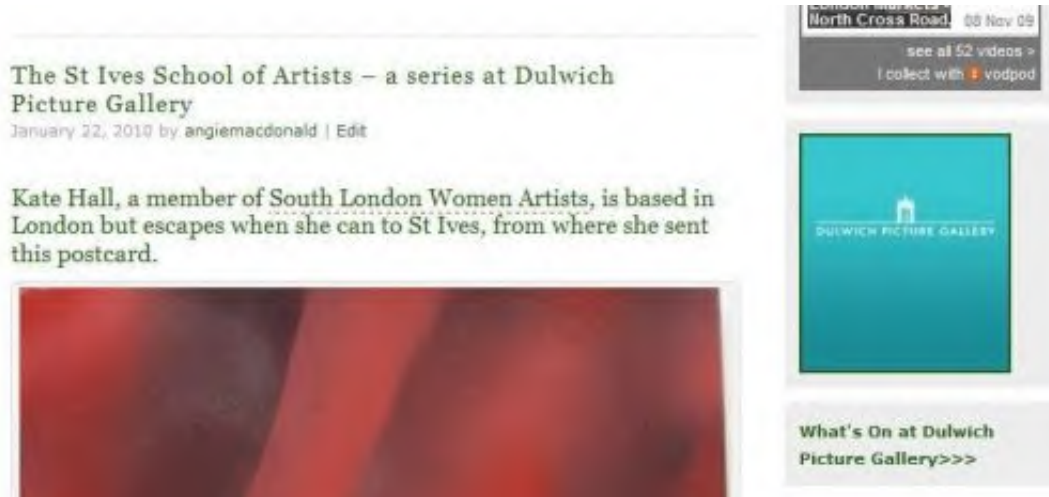 The St Ives School of Artists – a series at Dulwich
Picture Gallery
January 22, 2010 by angiemacdonald | Edit
Kate Hall, a member of South London Women Artists, is based in
London but escapes when she can to St Ives, from where she sent
this postcard.
London Markets
North Cross Road. 08 Nov 09
see all 52 videos >
I collect with vodpod
DULWICH PICTURE GALLERY
What's On at Dulwich
Picture Gallery>>>